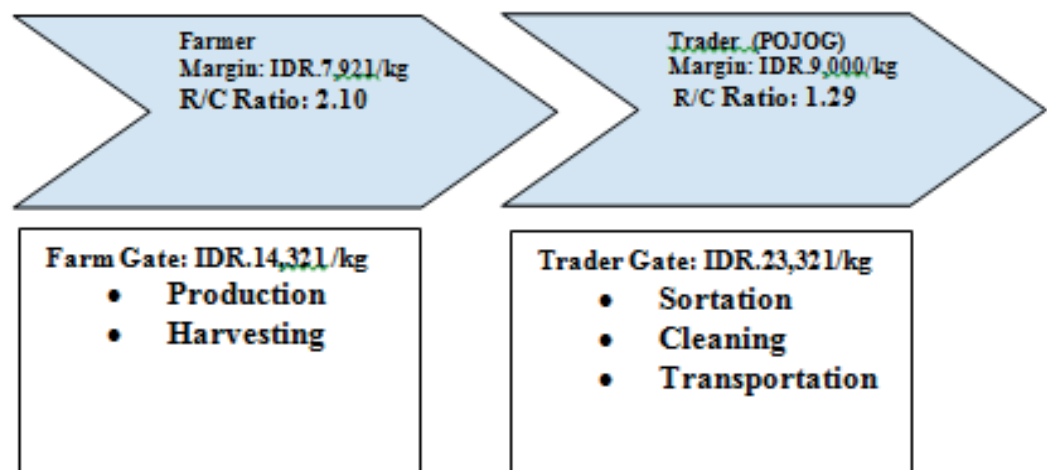 Farmer
Margin: IDR.7,921/kg
R/C Ratio: 2.10
Trader (POJOG)
Margin: IDR.9,000/kg
R/C Ratio: 1.29
Farm Gate: IDR.14,321/kg
• Production
• Harvesting
Trader Gate: IDR.23,321/kg
• Sortation
• Cleaning
• Transportation